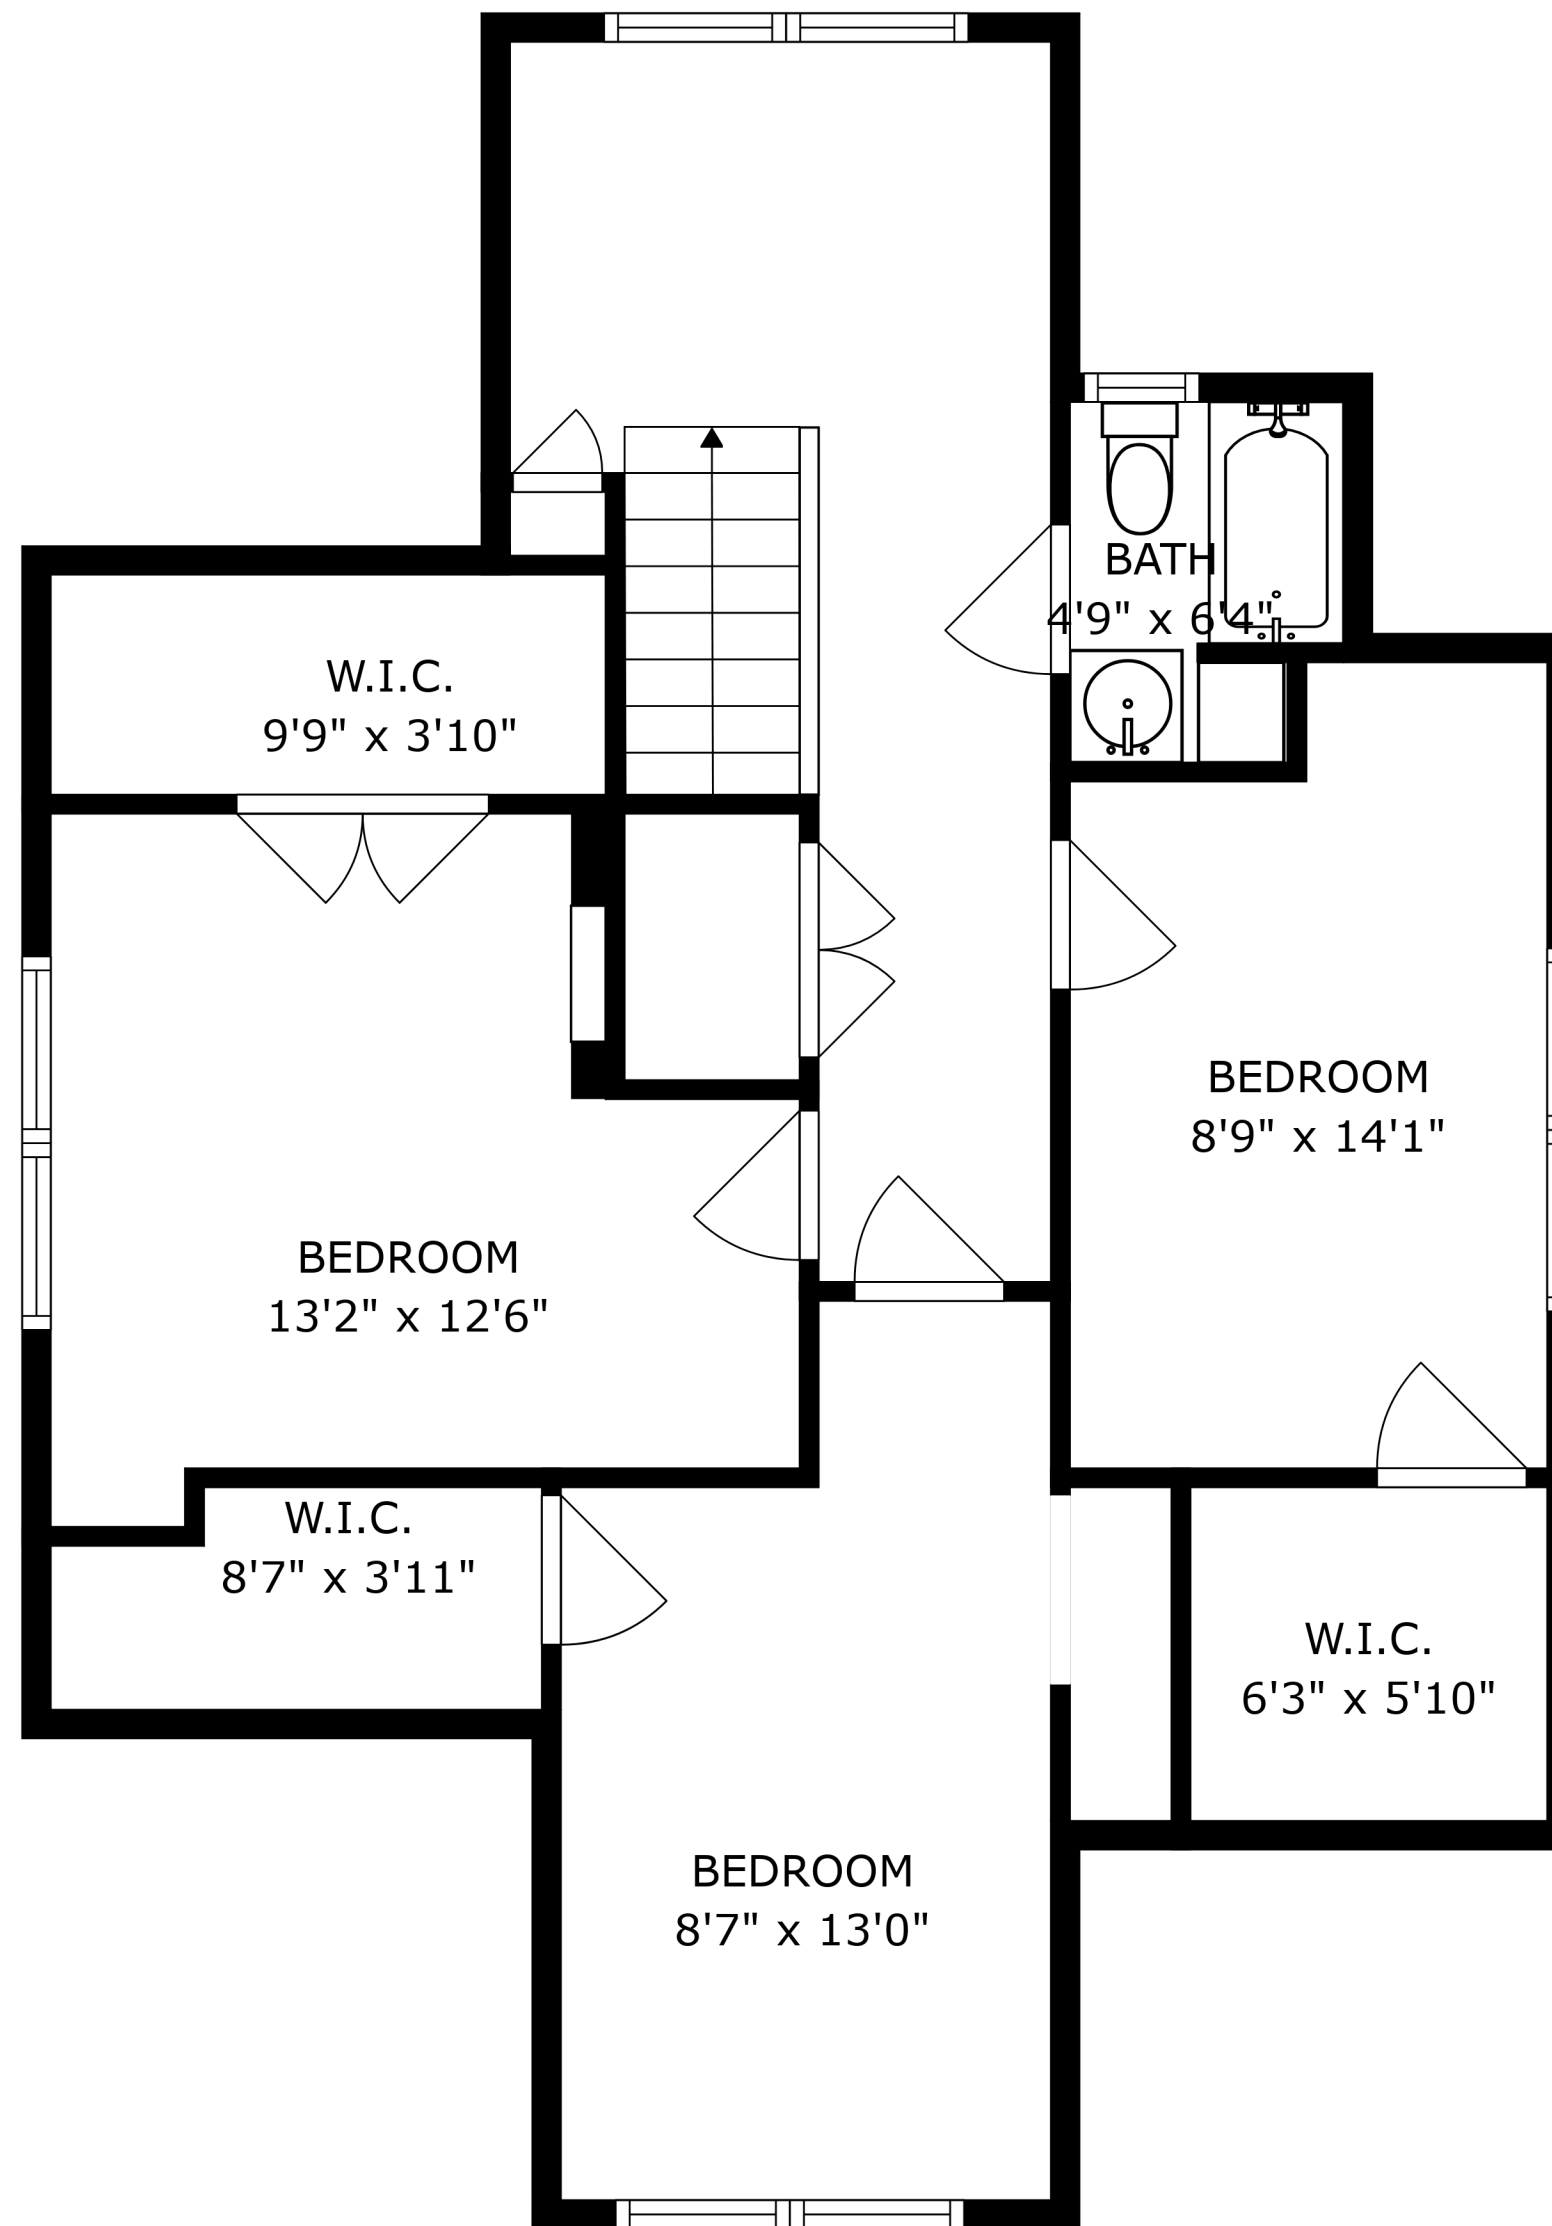 BATH
4'9" x 6'4"
W.I.C.
9'9" x 3'10"
BEDROOM
8'9" x 14'1"
BEDROOM
13'2" x 12'6"
W.I.C.
8'7" x 3'11"
W.I.C.
6'3" x 5'10"
BEDROOM
8'7" x 13'0"